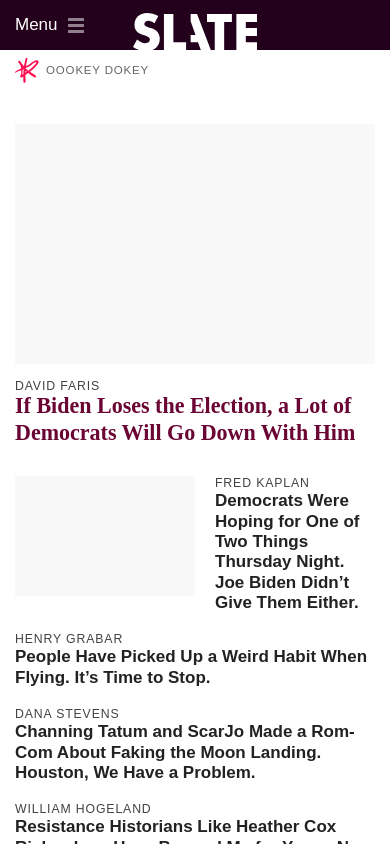 Menu
SLATE
OOOKEY DOKEY
DAVID FARIS
If Biden Loses the Election, a Lot of
Democrats Will Go Down With Him
FRED KAPLAN
Democrats Were
Hoping for One of
Two Things
Thursday Night.
Joe Biden Didn’t
Give Them Either.
HENRY GRABAR
People Have Picked Up a Weird Habit When
Flying. It’s Time to Stop.
DANA STEVENS
Channing Tatum and ScarJo Made a Rom-
Com About Faking the Moon Landing.
Houston, We Have a Problem.
WILLIAM HOGELAND
Resistance Historians Like Heather Cox